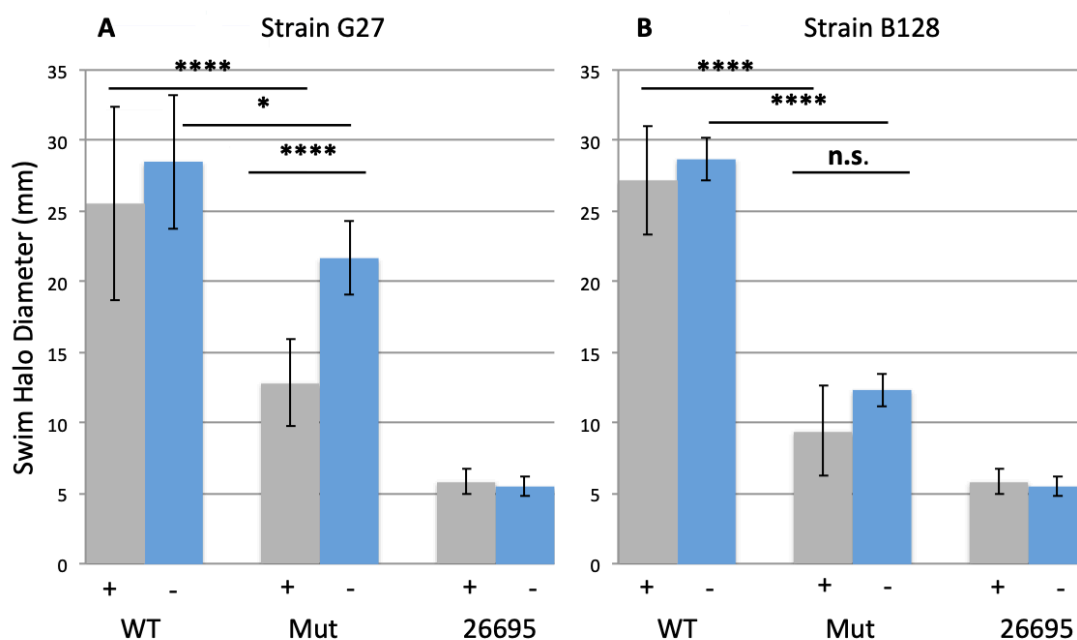 A Strain G27
B Strain B128
Swim Halo Diameter (mm)
35
30
25
20
15
10
5
0
****
*
****
+ - + - + -
WT Mut 26695
35
30
25
20
15
10
5
0
****
****
n.s.
+ - + - + -
WT Mut 26695